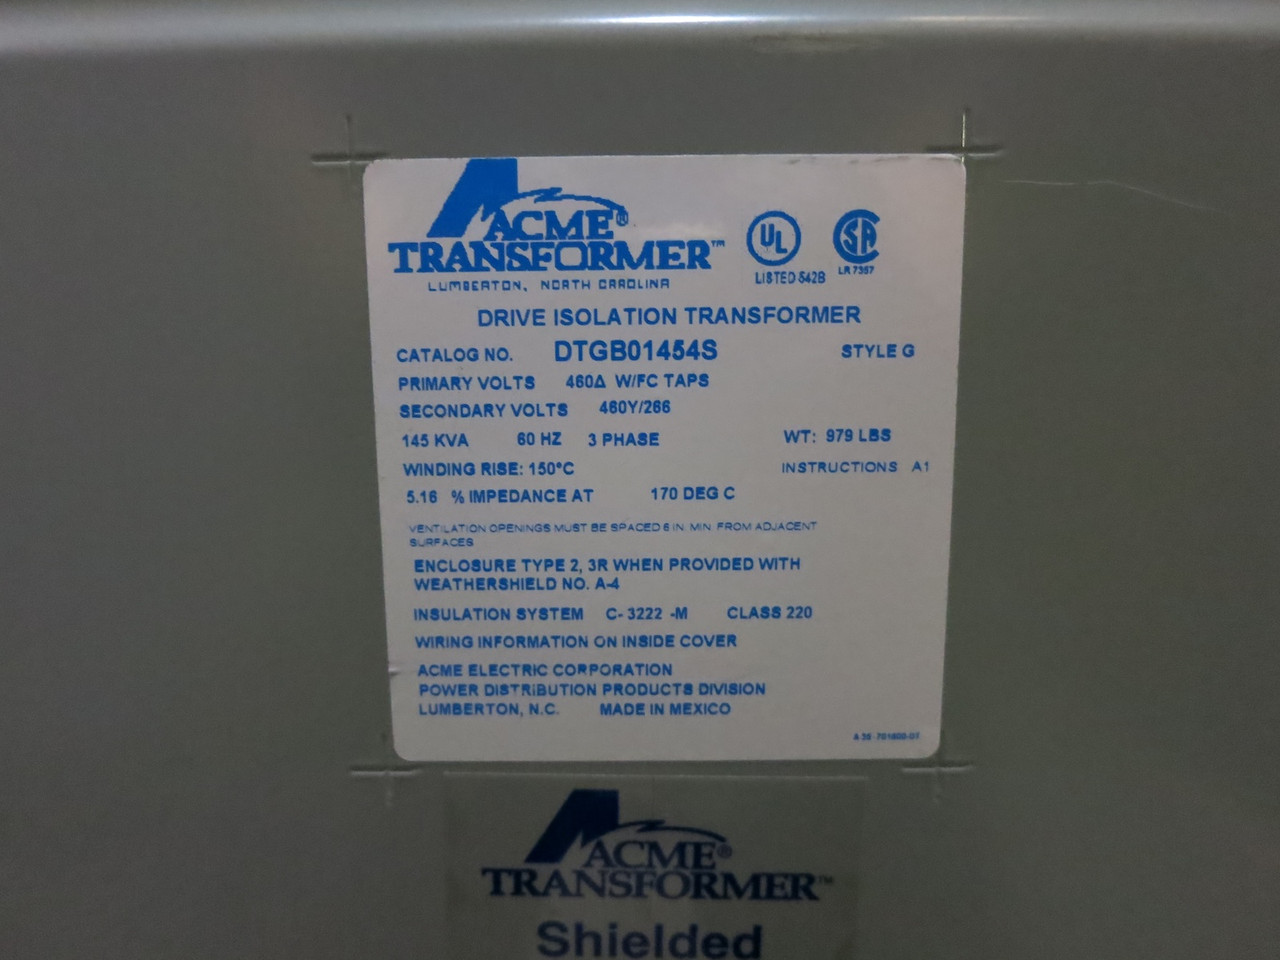 ACME®
TRANSFORMER™
LUMBERTON, NORTH CAROLINA
UL
LISTED 542B
SA
LR 7357
DRIVE ISOLATION TRANSFORMER
CATALOG NO. DTGB01454S STYLE G
PRIMARY VOLTS 460Δ W/FC TAPS
SECONDARY VOLTS 460Y/266
145 KVA 60 HZ 3 PHASE WT: 979 LBS
WINDING RISE: 150°C INSTRUCTIONS A1
5.16 % IMPEDANCE AT 170 DEG C
VENTILATION OPENINGS MUST BE SPACED 6 IN MIN FROM ADJACENT
SURFACES
ENCLOSURE TYPE 2, 3R WHEN PROVIDED WITH
WEATHERSHIELD NO. A-4
INSULATION SYSTEM C- 3222 -M CLASS 220
WIRING INFORMATION ON INSIDE COVER
ACME ELECTRIC CORPORATION
POWER DISTRIBUTION PRODUCTS DIVISION
LUMBERTON, N.C. MADE IN MEXICO
ACME®
TRANSFORMER™
Shielded